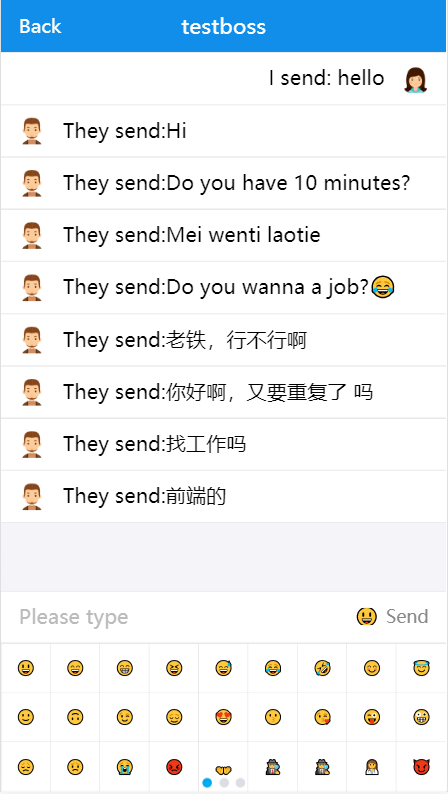 Back
testboss
I send: hello
They send:Hi
They send:Do you have 10 minutes?
They send:Mei wenti laotie
They send:Do you wanna a job?😂
They send:老铁，行不行啊
They send:你好啊，又要重复了 吗
They send:找工作吗
They send:前端的
Please type
Send